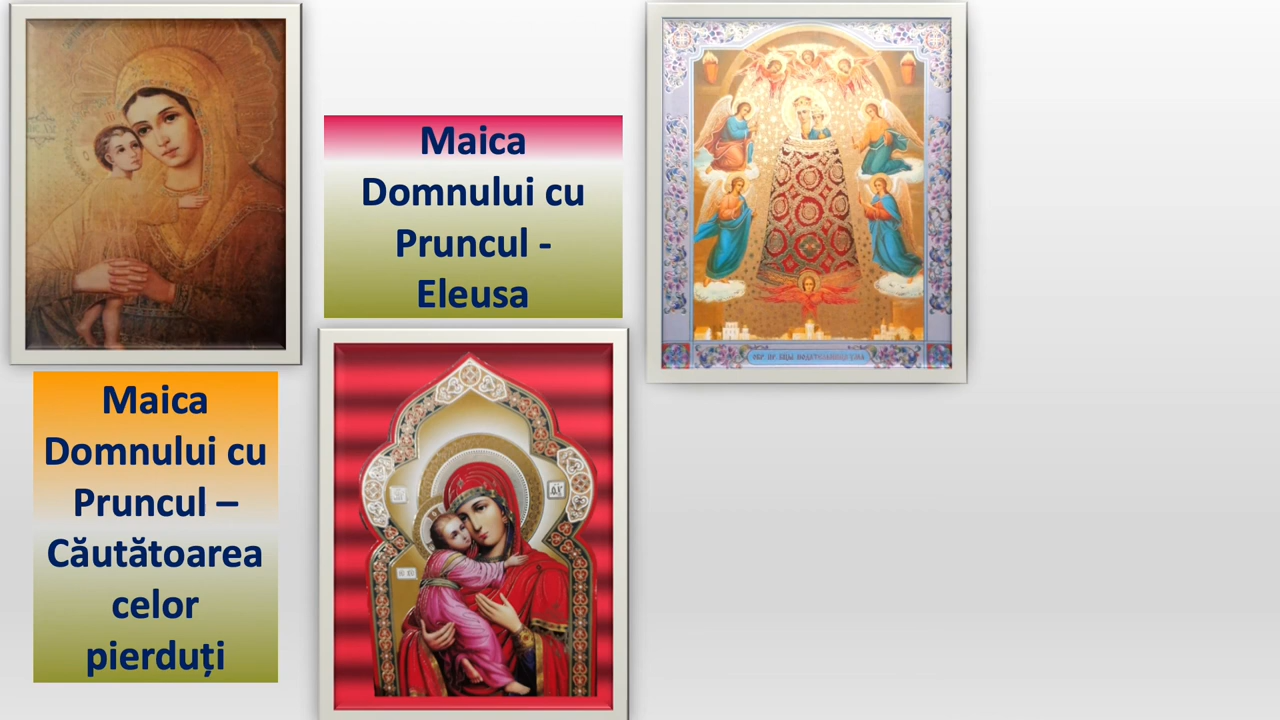 Maica
Domnului cu
Pruncul -
Eleusa
Maica
Domnului cu
Pruncul –
Căutătoarea
celor
pierduți